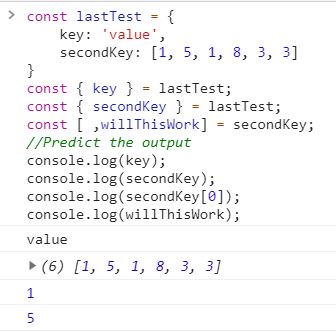 > const lastTest = {
    key: 'value',
    secondKey: [1, 5, 1, 8, 3, 3]
}
const { key } = lastTest;
const { secondKey } = lastTest;
const [ ,willThisWork] = secondKey;
//Predict the output
console.log(key);
console.log(secondKey);
console.log(secondKey[0]);
console.log(willThisWork);
value
▶ (6) [1, 5, 1, 8, 3, 3]
1
5